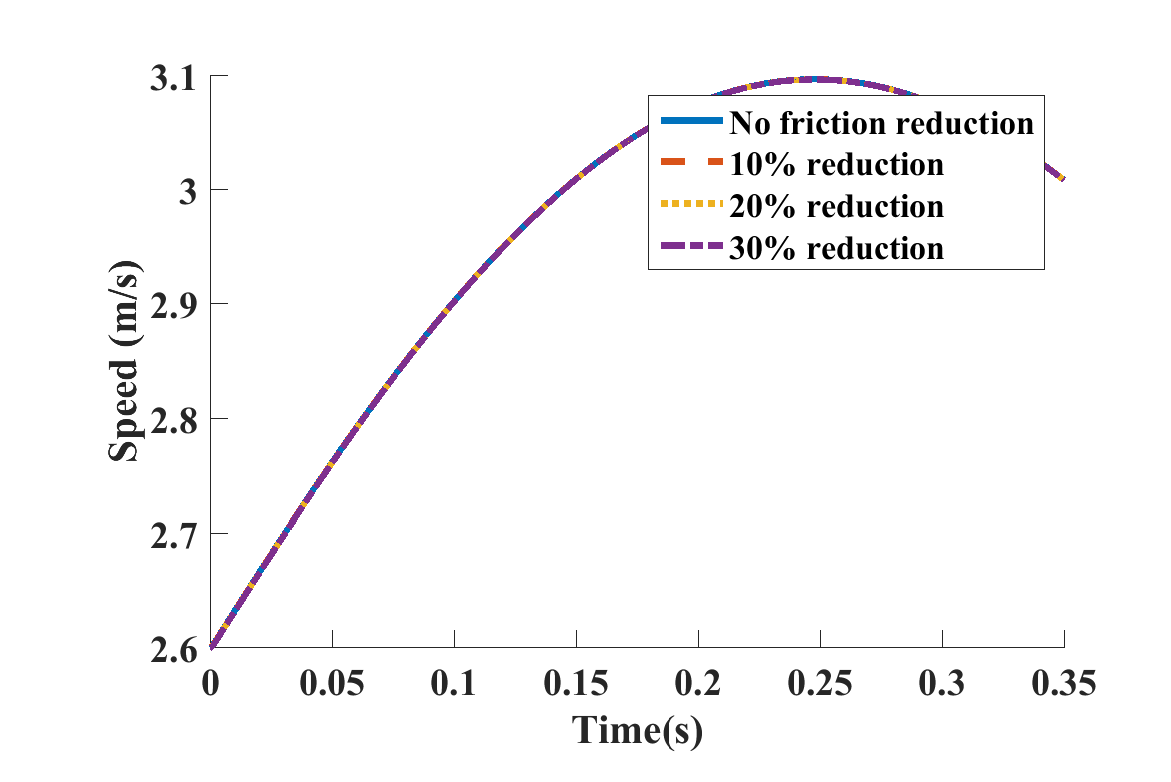 3.1
3
2.9
2.8
2.7
2.6
Speed (m/s)
No friction reduction
10% reduction
20% reduction
30% reduction
0 0.05 0.1 0.15 0.2 0.25 0.3 0.35
Time(s)